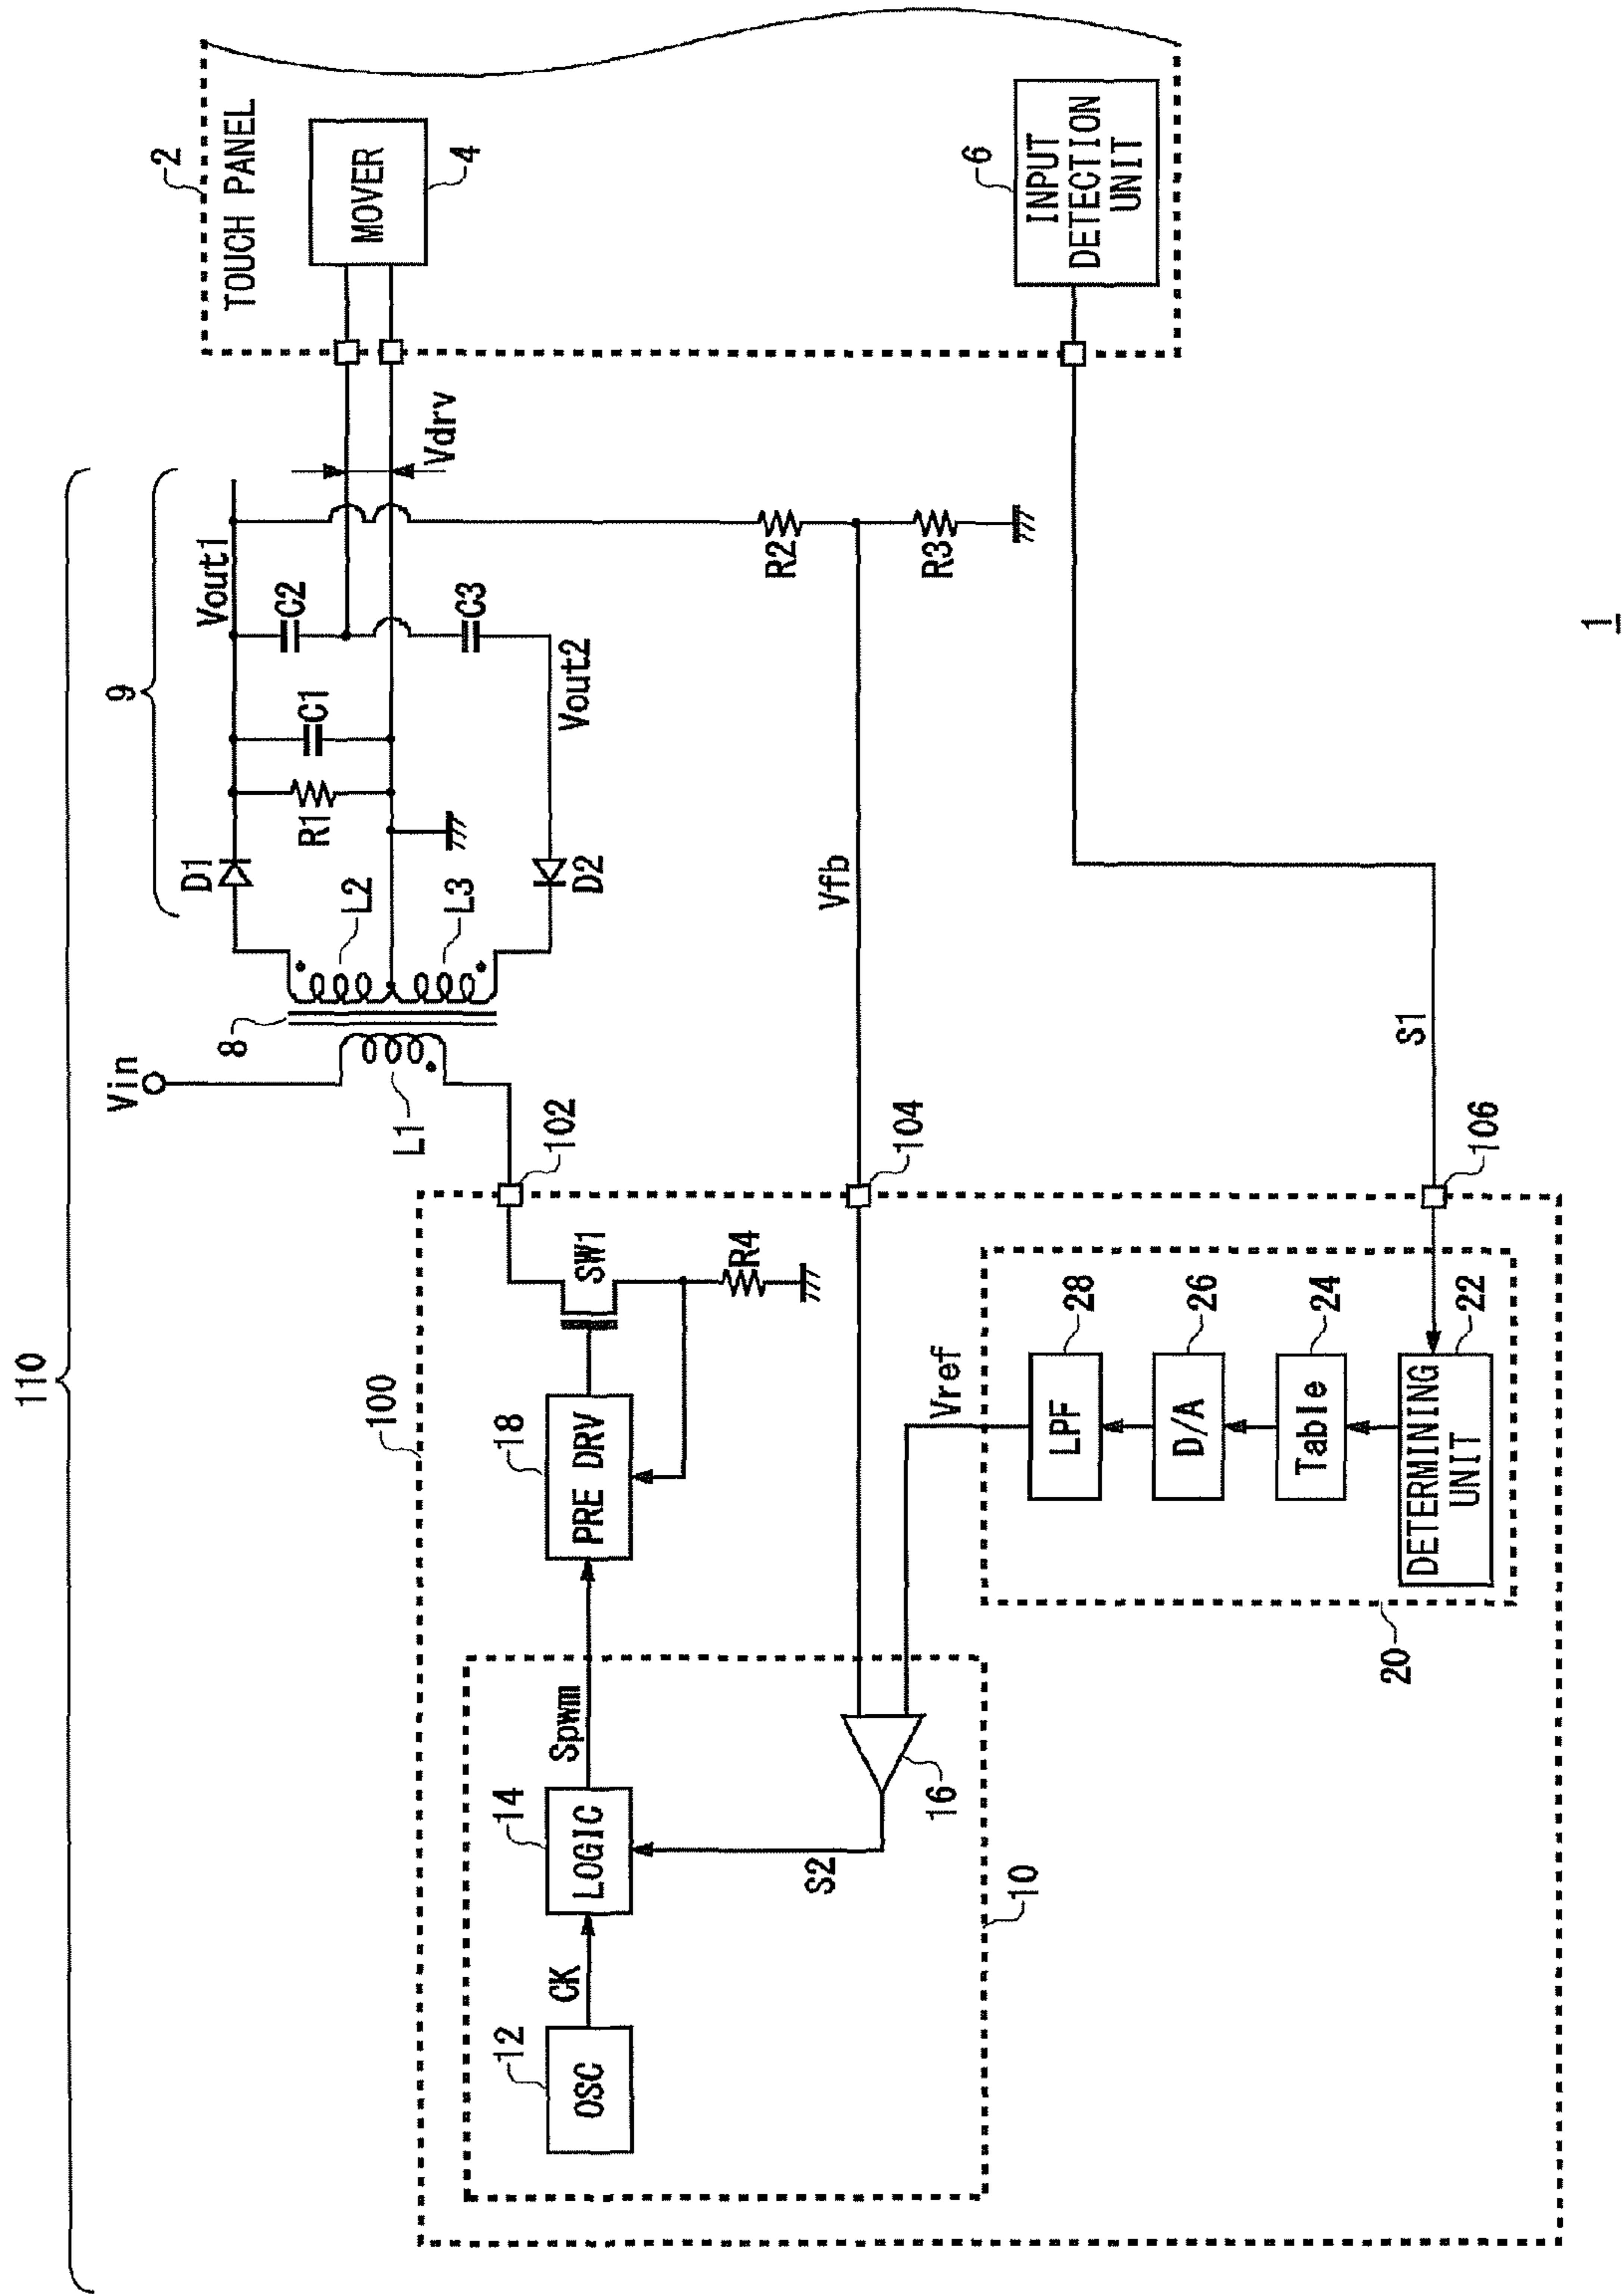 110
9
2
TOUCH PANEL
Vin
8
L1
L2
L3
D1
R1
C1
C2
Vout1
C3
D2
Vout2
Vdrv
MOVER
4
100
102
12
OSC
CK
14
LOGIC
Spwm
18
PRE DRV
SW1
R4
S2
16
10
104
Vfb
R2
R3
Vref
28
LPF
26
D/A
24
Table
22
DETERMINING
UNIT
20
106
S1
6
INPUT
DETECTION
UNIT
1